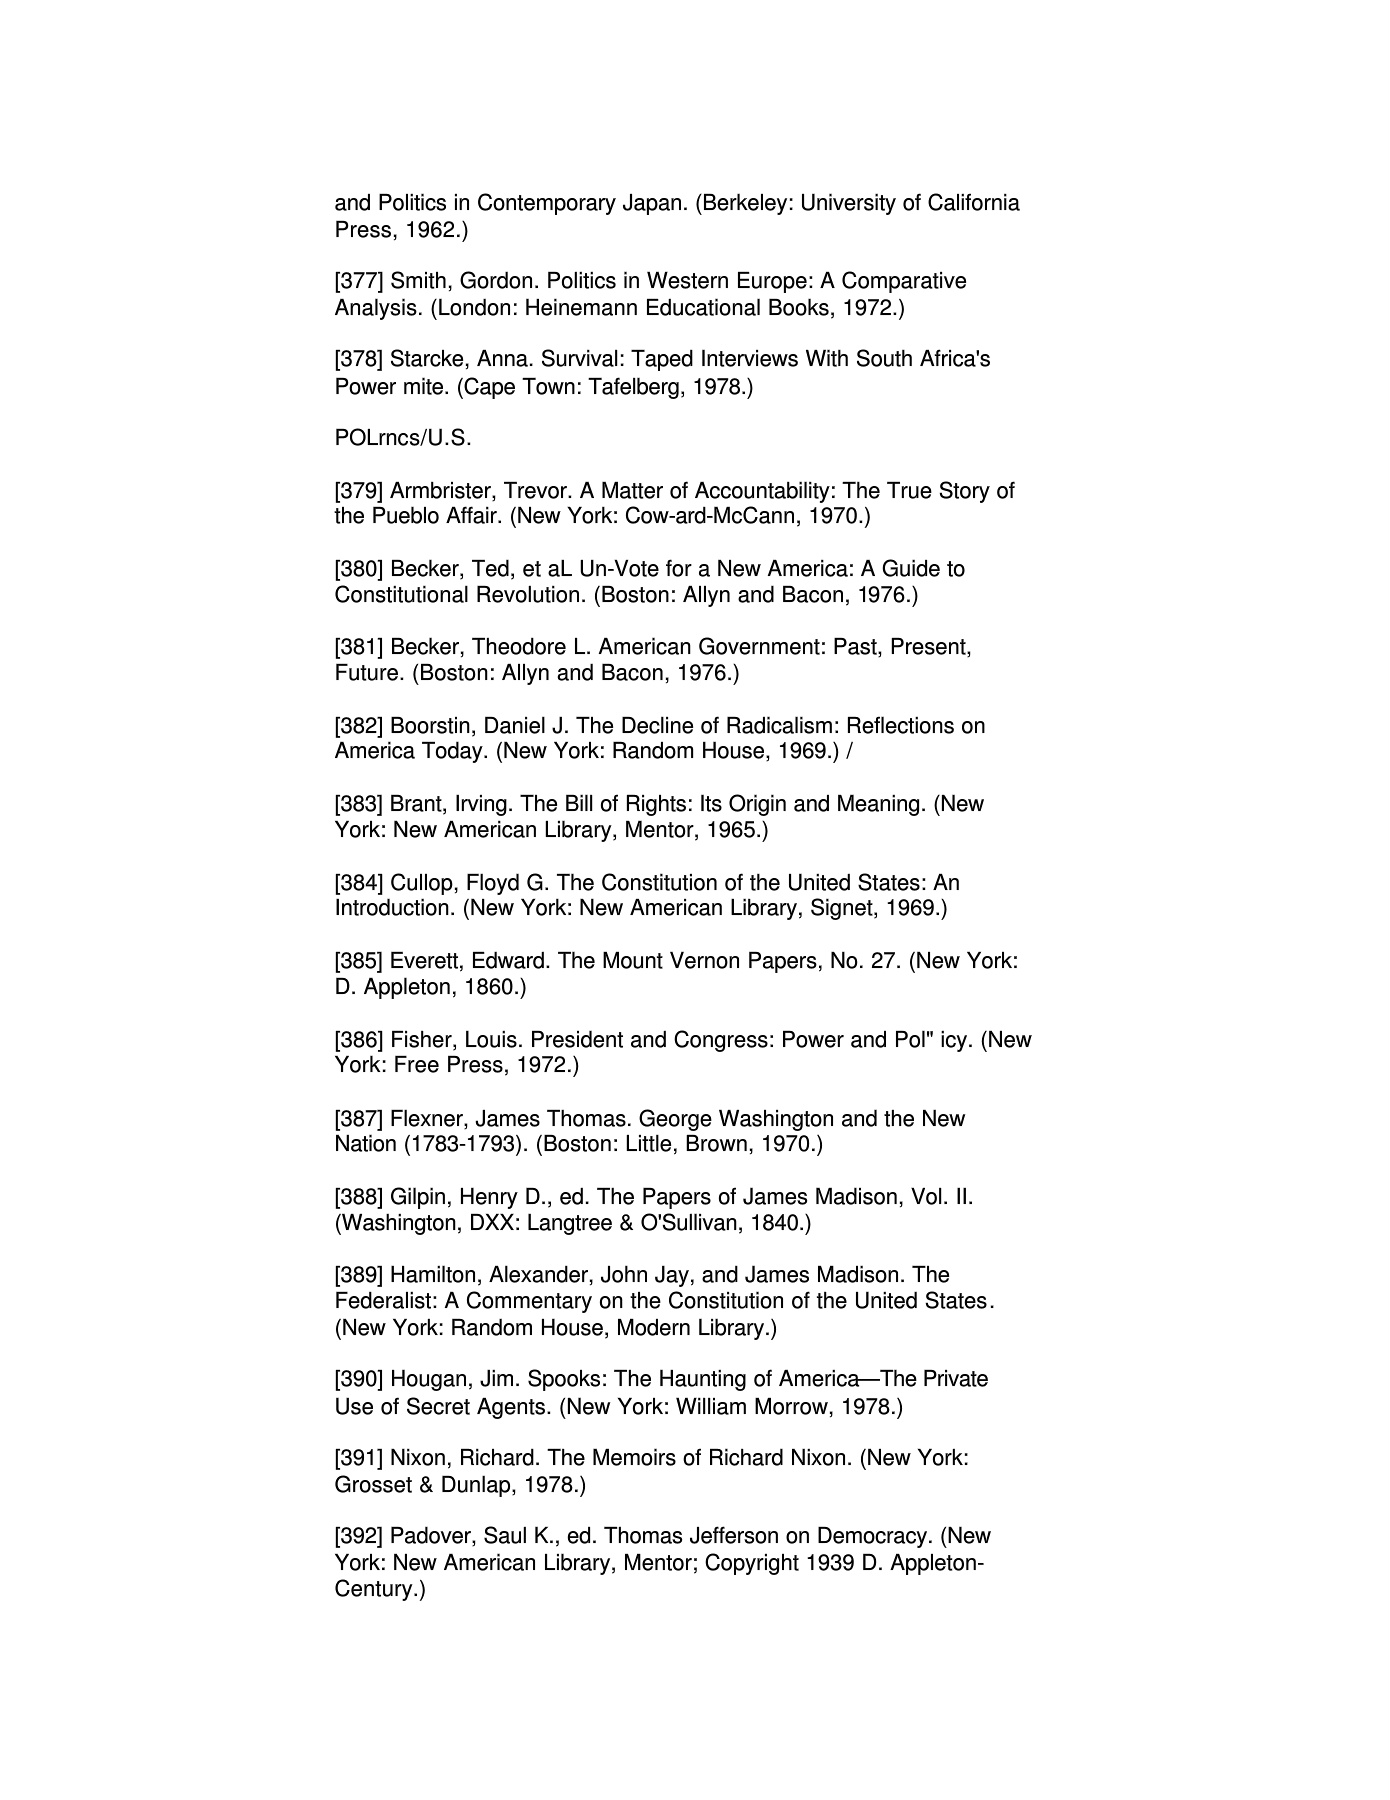 and Politics in Contemporary Japan. (Berkeley: University of California
Press, 1962.)
[377] Smith, Gordon. Politics in Western Europe: A Comparative
Analysis. (London: Heinemann Educational Books, 1972.)
[378] Starcke, Anna. Survival: Taped Interviews With South Africa's
Power mite. (Cape Town: Tafelberg, 1978.)
POLrncs/U.S.
[379] Armbrister, Trevor. A Matter of Accountability: The True Story of
the Pueblo Affair. (New York: Cow-ard-McCann, 1970.)
[380] Becker, Ted, et aL Un-Vote for a New America: A Guide to
Constitutional Revolution. (Boston: Allyn and Bacon, 1976.)
[381] Becker, Theodore L. American Government: Past, Present,
Future. (Boston: Allyn and Bacon, 1976.)
[382] Boorstin, Daniel J. The Decline of Radicalism: Reflections on
America Today. (New York: Random House, 1969.) /
[383] Brant, Irving. The Bill of Rights: Its Origin and Meaning. (New
York: New American Library, Mentor, 1965.)
[384] Cullop, Floyd G. The Constitution of the United States: An
Introduction. (New York: New American Library, Signet, 1969.)
[385] Everett, Edward. The Mount Vernon Papers, No. 27. (New York:
D. Appleton, 1860.)
[386] Fisher, Louis. President and Congress: Power and Pol" icy. (New
York: Free Press, 1972.)
[387] Flexner, James Thomas. George Washington and the New
Nation (1783-1793). (Boston: Little, Brown, 1970.)
[388] Gilpin, Henry D., ed. The Papers of James Madison, Vol. II.
(Washington, DXX: Langtree & O'Sullivan, 1840.)
[389] Hamilton, Alexander, John Jay, and James Madison. The
Federalist: A Commentary on the Constitution of the United States.
(New York: Random House, Modern Library.)
[390] Hougan, Jim. Spooks: The Haunting of America—The Private
Use of Secret Agents. (New York: William Morrow, 1978.)
[391] Nixon, Richard. The Memoirs of Richard Nixon. (New York:
Grosset & Dunlap, 1978.)
[392] Padover, Saul K., ed. Thomas Jefferson on Democracy. (New
York: New American Library, Mentor; Copyright 1939 D. Appleton-
Century.)